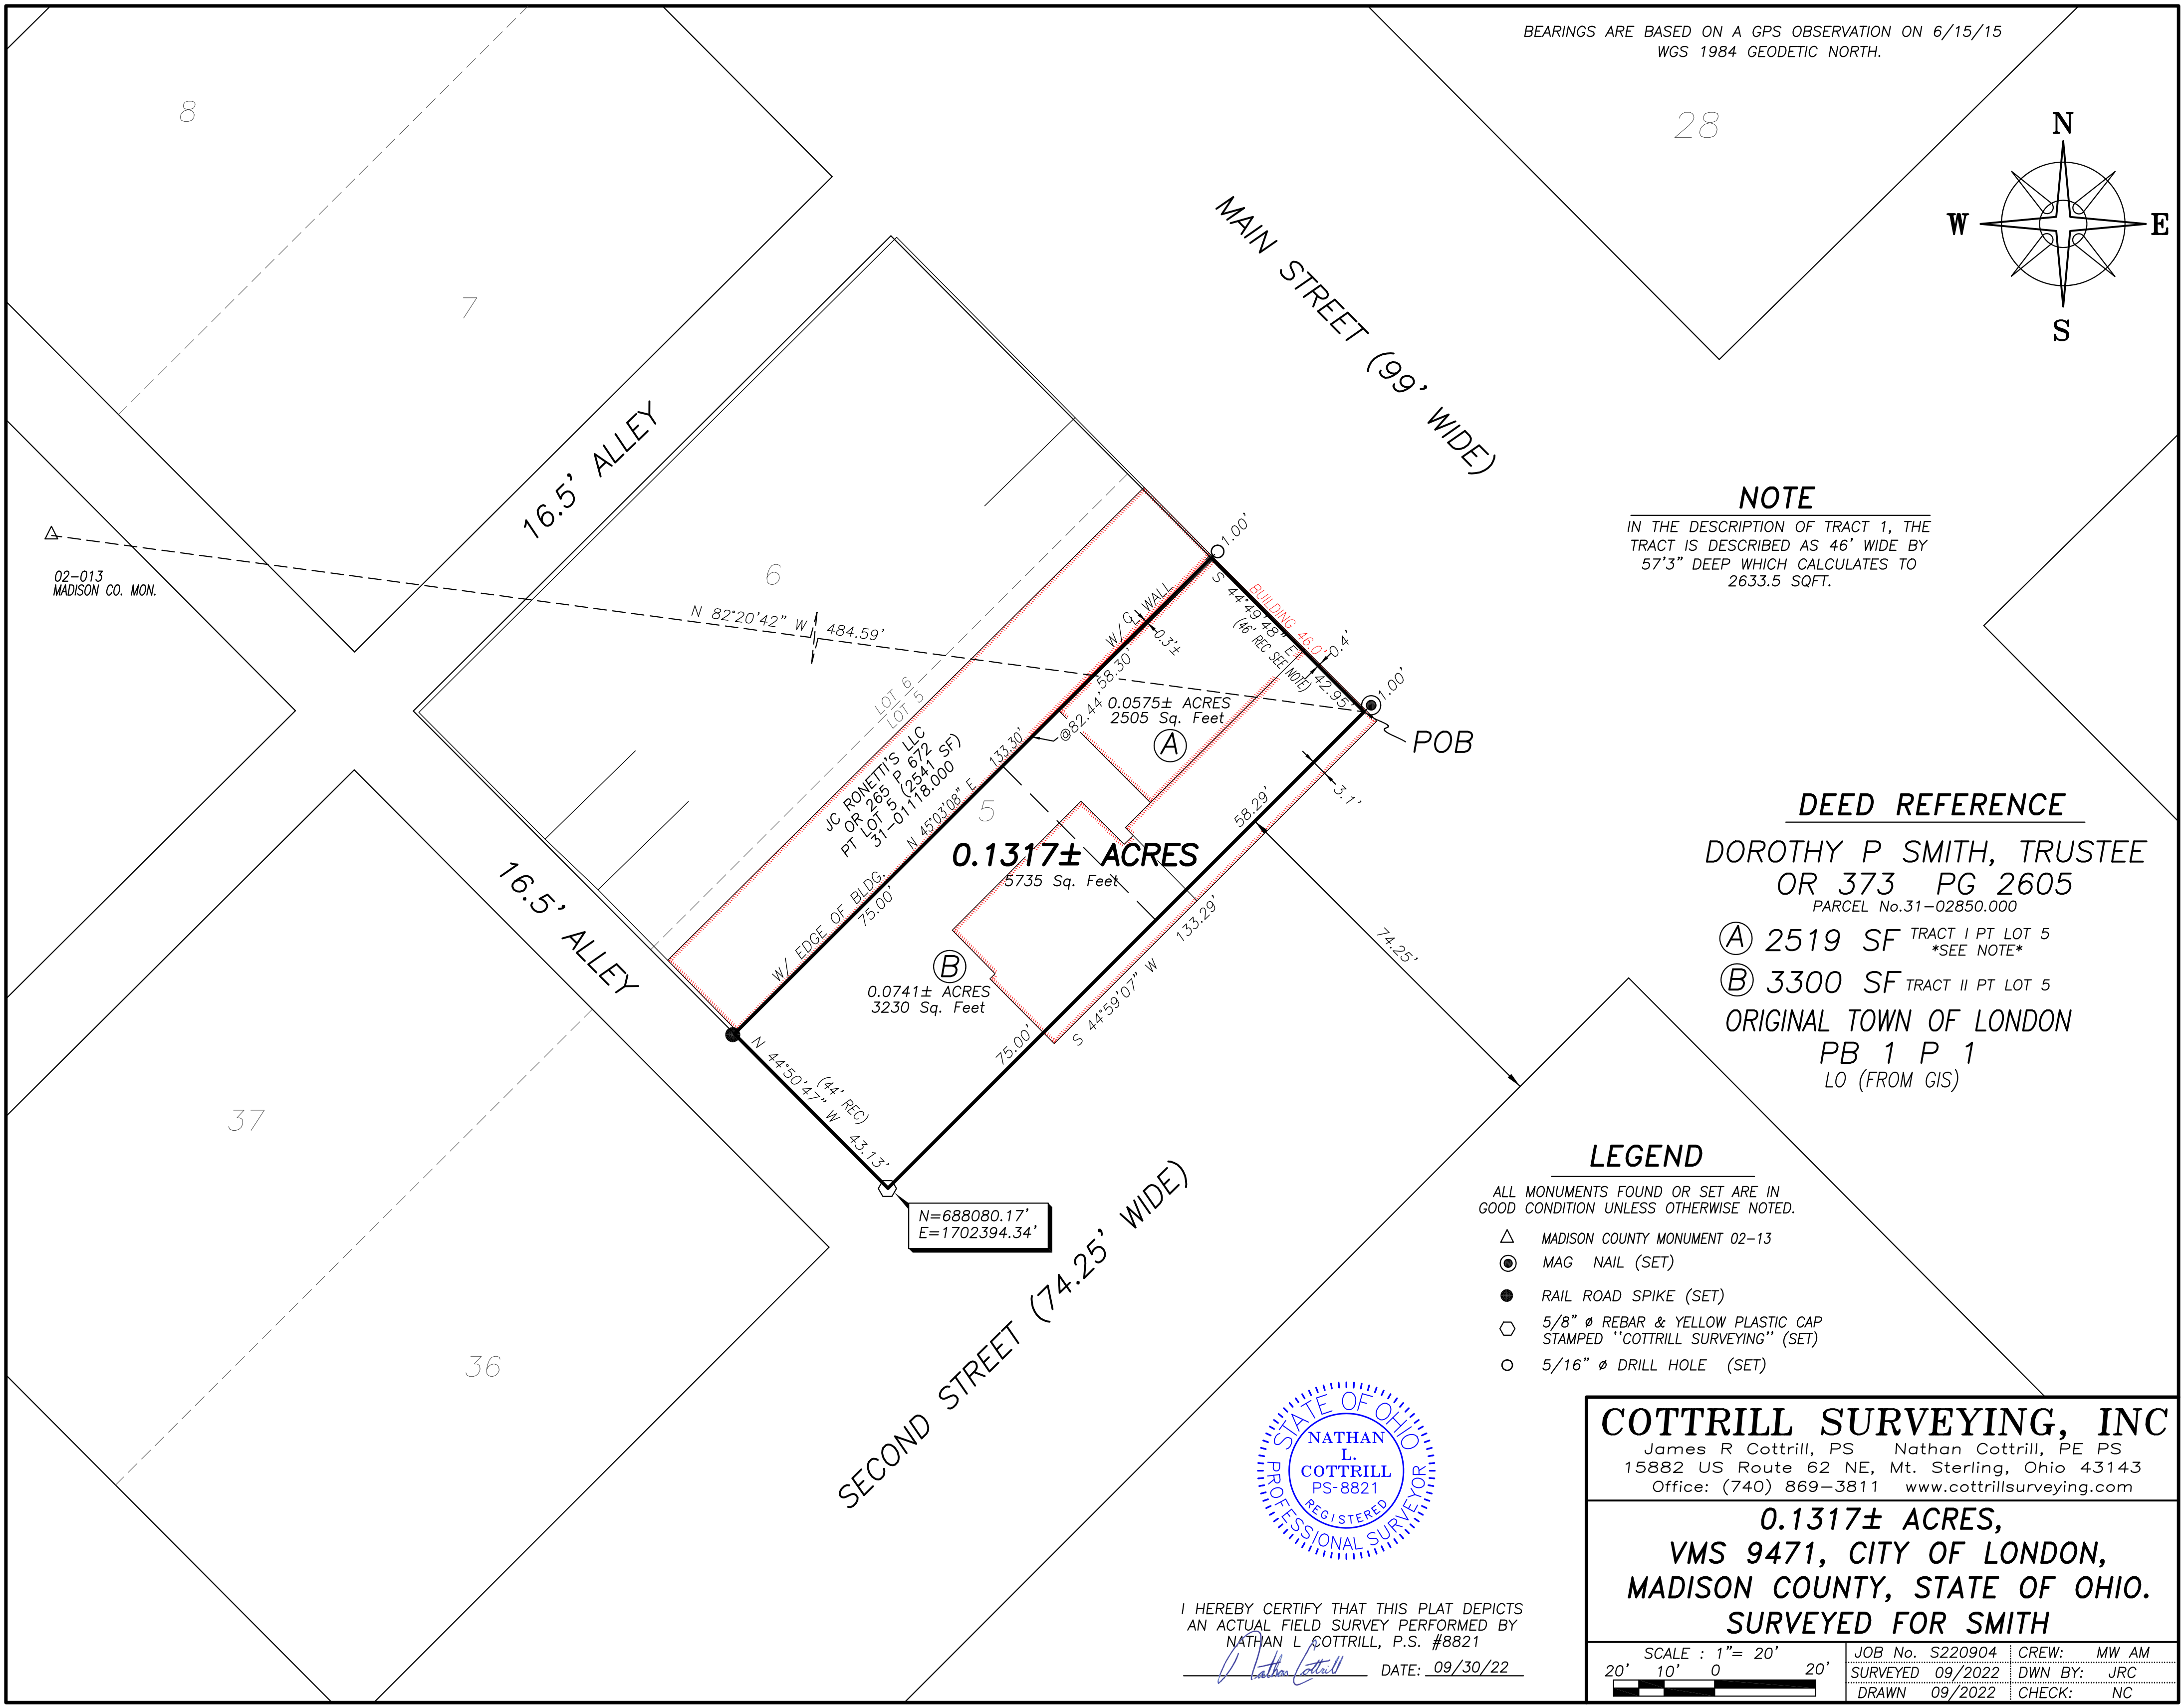 BEARINGS ARE BASED ON A GPS OBSERVATION ON 6/15/15
WGS 1984 GEODETIC NORTH.
8
7
28
N
W
E
S
MAIN STREET (99' WIDE)
16.5' ALLEY
02-013
MADISON CO. MON.
6
N 82°20'42" W 484.59'
LOT 6
LOT 5
JC RONETTI'S LLC
OR 265 P 672
PT LOT 5 (2541 SF)
31-01118.000
W/ EDGE OF BLDG.
75.00'
N 45°03'08" E 133.30'
@82.44'
58.30'
W/ ℄ WALL
0.3'±
1.00'
S 44°49'48" E 42.95'
BUILDING 46.0'
(46' REC SEE NOTE)
0.4'
1.00'
POB
0.0575± ACRES
2505 Sq. Feet
A
5
0.1317± ACRES
5735 Sq. Feet
58.29'
3.1'
133.29'
S 44°59'07" W
75.00'
74.25'
B
0.0741± ACRES
3230 Sq. Feet
N 44°50'47" W 43.13'
(44' REC)
N=688080.17'
E=1702394.34'
16.5' ALLEY
37
36
SECOND STREET (74.25' WIDE)
NOTE
IN THE DESCRIPTION OF TRACT 1, THE
TRACT IS DESCRIBED AS 46' WIDE BY
57'3" DEEP WHICH CALCULATES TO
2633.5 SQFT.
DEED REFERENCE
DOROTHY P SMITH, TRUSTEE
OR 373 PG 2605
PARCEL No.31-02850.000
A 2519 SF TRACT I PT LOT 5
*SEE NOTE*
B 3300 SF TRACT II PT LOT 5
ORIGINAL TOWN OF LONDON
PB 1 P 1
LO (FROM GIS)
LEGEND
ALL MONUMENTS FOUND OR SET ARE IN
GOOD CONDITION UNLESS OTHERWISE NOTED.
MADISON COUNTY MONUMENT 02-13
MAG NAIL (SET)
RAIL ROAD SPIKE (SET)
5/8" ø REBAR & YELLOW PLASTIC CAP
STAMPED "COTTRILL SURVEYING" (SET)
5/16" ø DRILL HOLE (SET)
STATE OF OHIO
NATHAN
L.
COTTRILL
PS-8821
REGISTERED
PROFESSIONAL SURVEYOR
I HEREBY CERTIFY THAT THIS PLAT DEPICTS
AN ACTUAL FIELD SURVEY PERFORMED BY
NATHAN L COTTRILL, P.S. #8821
Nathan Cottrill DATE: 09/30/22
COTTRILL SURVEYING, INC
James R Cottrill, PS Nathan Cottrill, PE PS
15882 US Route 62 NE, Mt. Sterling, Ohio 43143
Office: (740) 869-3811 www.cottrillsurveying.com
0.1317± ACRES,
VMS 9471, CITY OF LONDON,
MADISON COUNTY, STATE OF OHIO.
SURVEYED FOR SMITH
SCALE : 1"= 20'
20' 10' 0 20'
JOB No. S220904 CREW: MW AM
SURVEYED 09/2022 DWN BY: JRC
DRAWN 09/2022 CHECK: NC